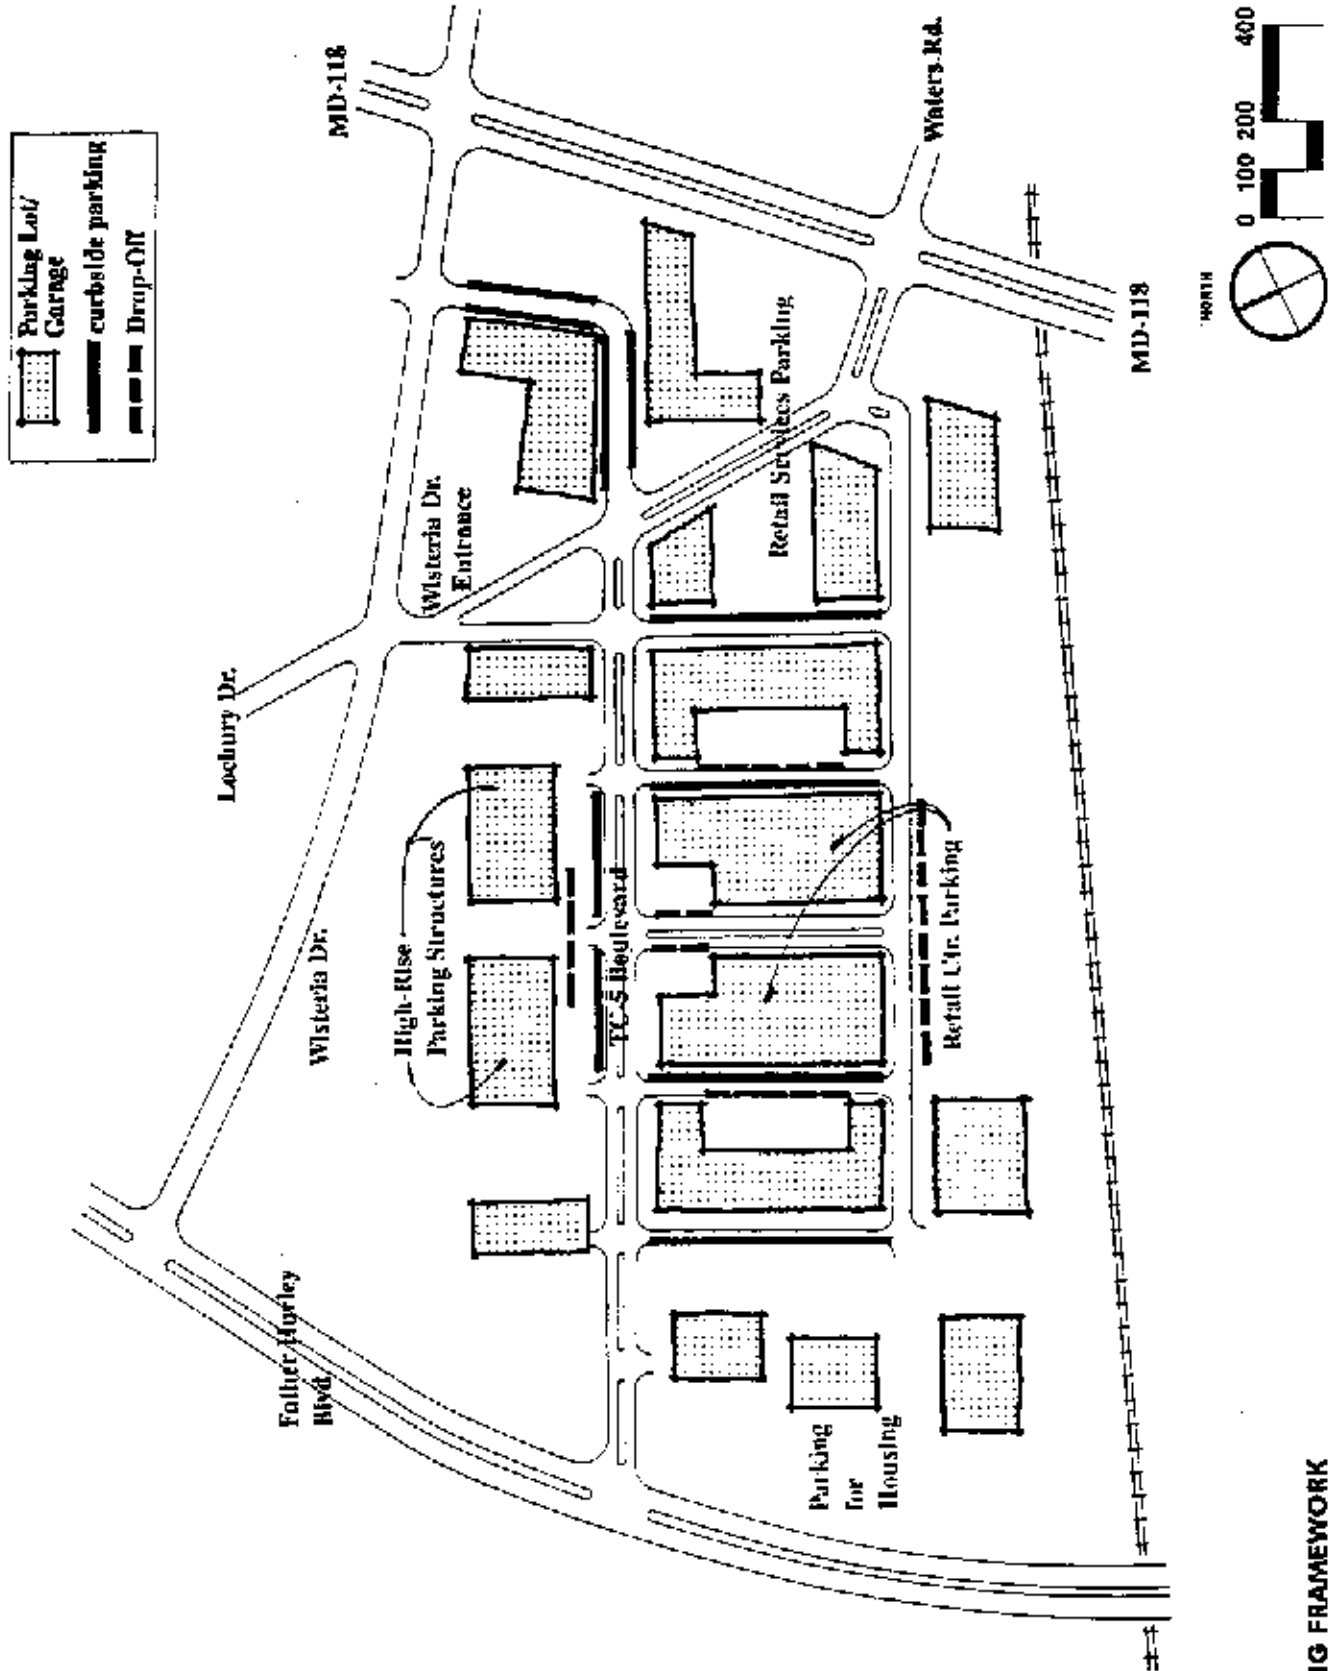 Parking Lot/
Garage
curbside parking
Drop-Off
MD-118
Waters Rd.
Lochury Dr.
Wisteria Dr.
Entrance
Retail Services Parking
MD-118
Wisteria Dr.
High-Rise
Parking Structures
TC-5 Boulevard
Retail Ctr. Parking
Father Hurley
Blvd.
Parking
for
Housing
NORTH
0 100 200 400
NG FRAMEWORK